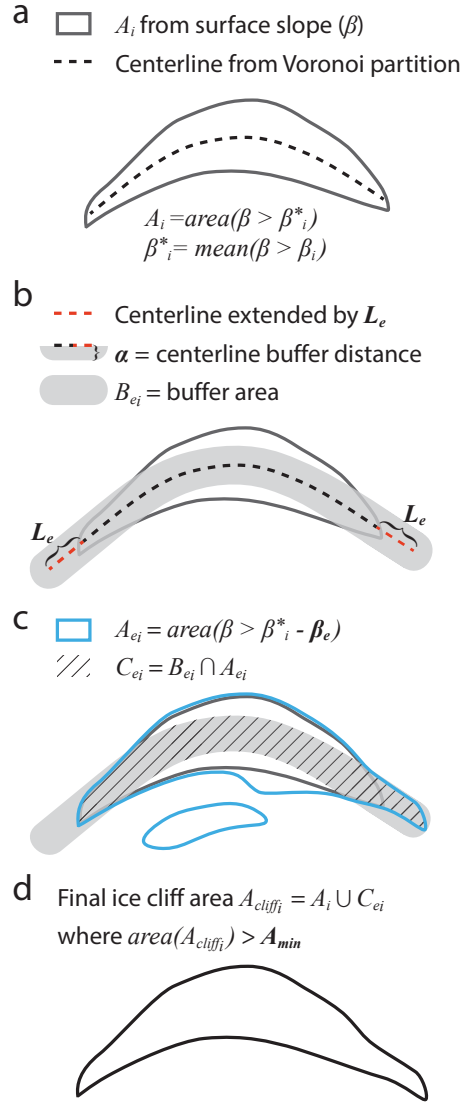 a
A_i from surface slope (β)
Centerline from Voronoi partition
A_i =area(β > β*_i)
β*_i= mean(β > β_i)
b
Centerline extended by L_e
} α = centerline buffer distance
B_ei = buffer area
L_e
L_e
c
A_ei = area(β > β*_i - β_e)
C_ei = B_ei ∩ A_ei
d
Final ice cliff area A_cliffi = A_i ∪ C_ei
where area(A_cliffi) > A_min